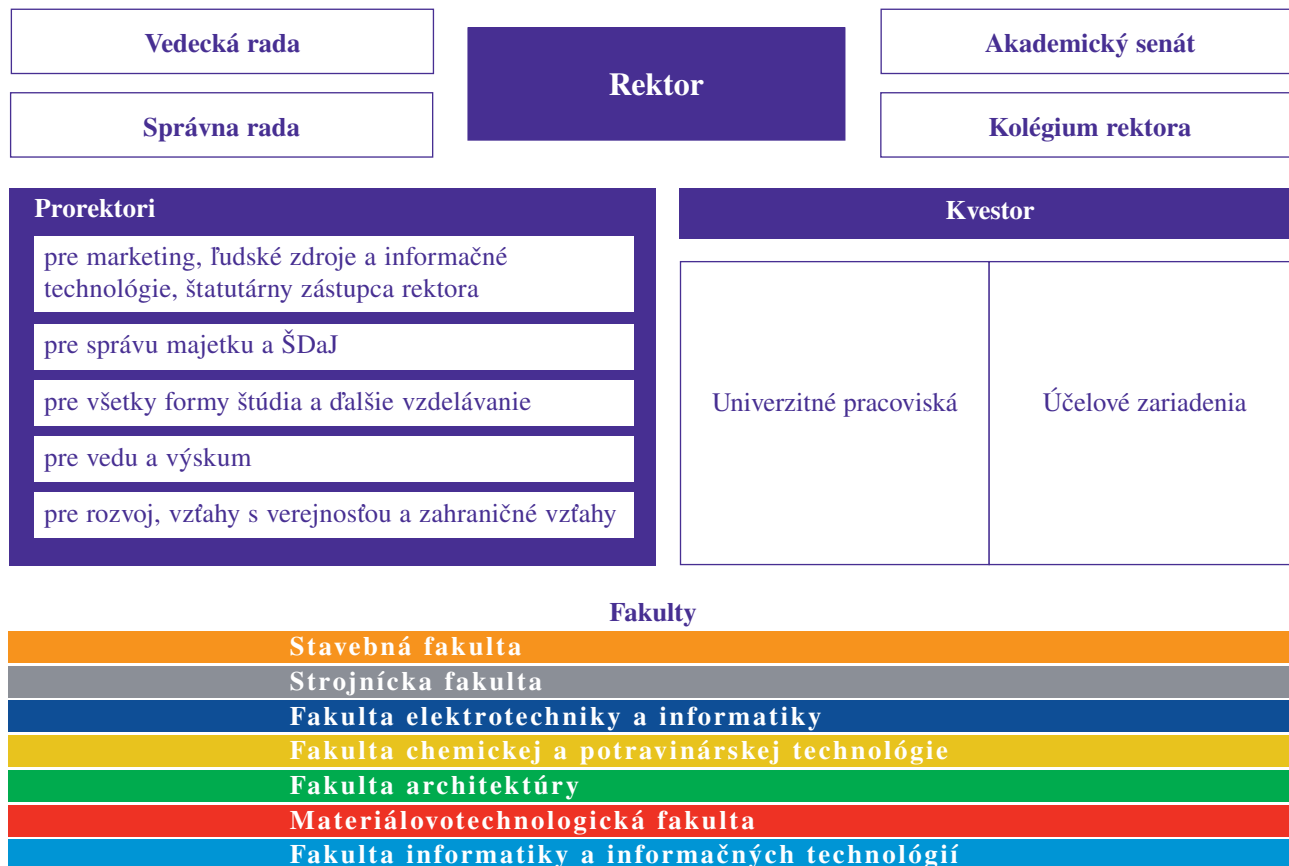 Vedecká rada
Správna rada
Rektor
Akademický senát
Kolégium rektora
Prorektori
pre marketing, ľudské zdroje a informačné
technológie, štatutárny zástupca rektora
pre správu majetku a ŠDaJ
pre všetky formy štúdia a ďalšie vzdelávanie
pre vedu a výskum
pre rozvoj, vzťahy s verejnosťou a zahraničné vzťahy
Kvestor
Univerzitné pracoviská
Účelové zariadenia
Fakulty
Stavebná fakulta
Strojnícka fakulta
Fakulta elektrotechniky a informatiky
Fakulta chemickej a potravinárskej technológie
Fakulta architektúry
Materiálovotechnologická fakulta
Fakulta informatiky a informačných technológií